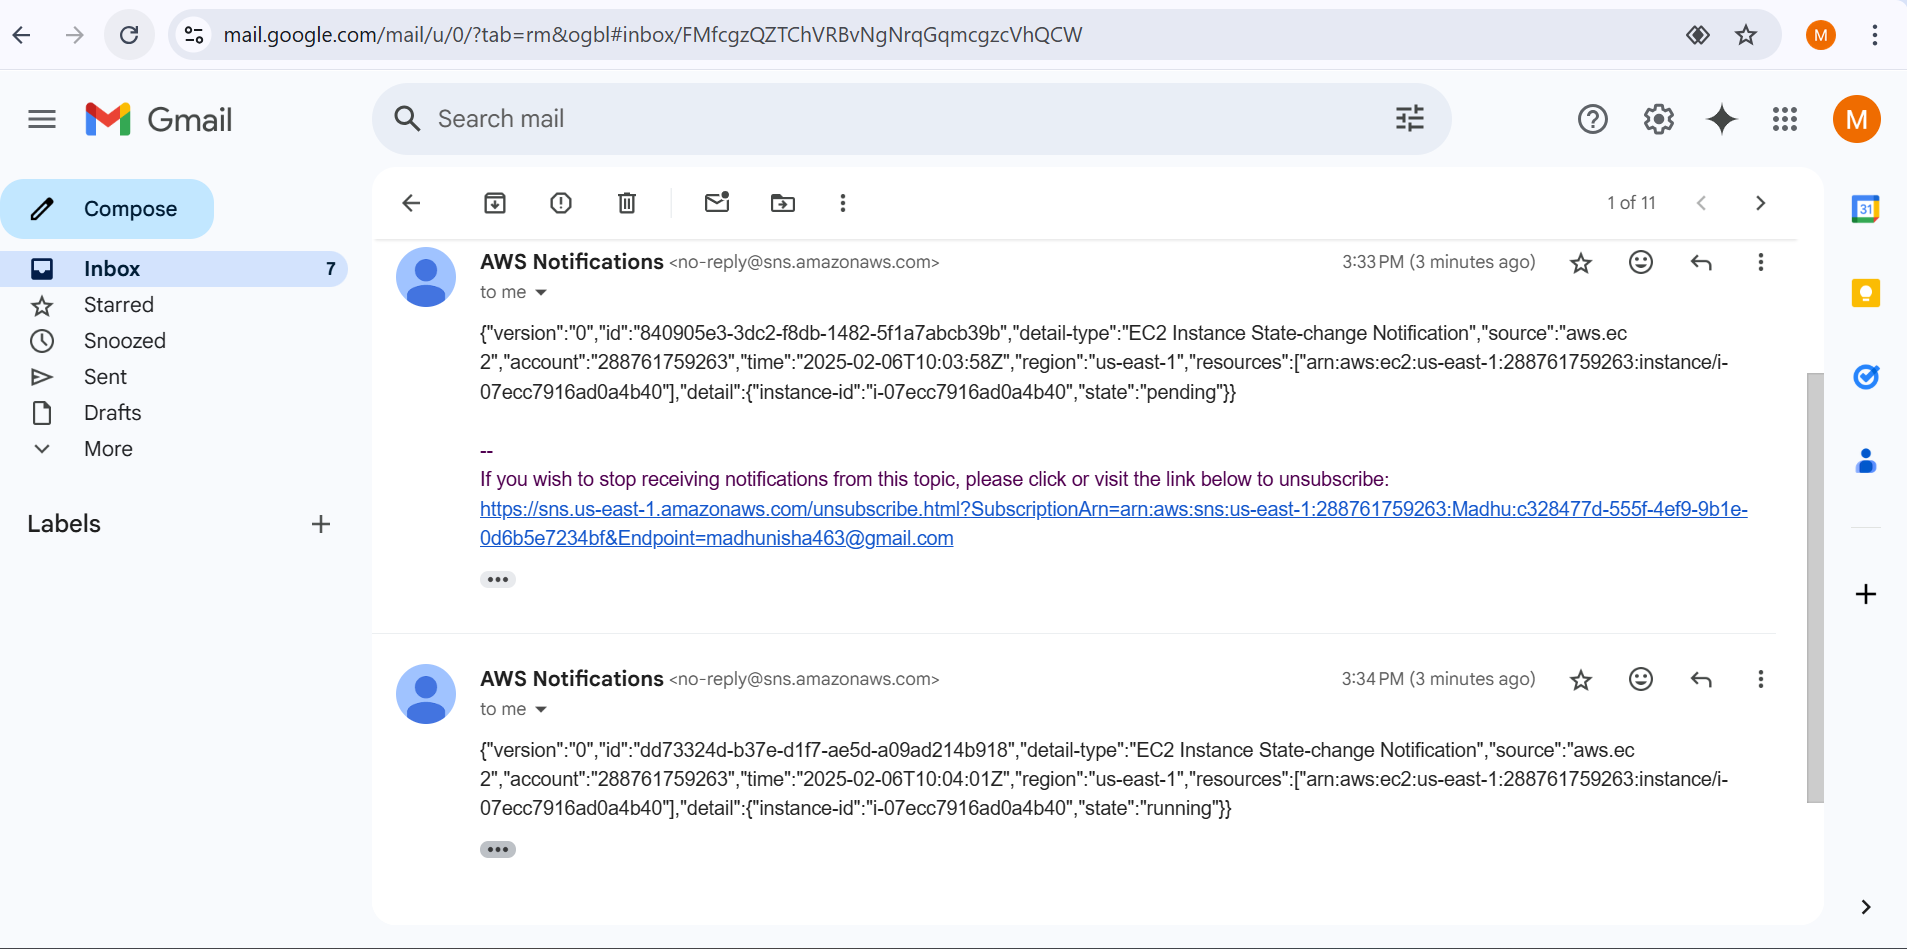 mail.google.com/mail/u/0/?tab=rm&ogbl#inbox/FMfcgzQZTChVRBvNgNrqGqmcgzcVhQCW
M
Gmail
Search mail
M
Compose
Inbox 7
Starred
Snoozed
Sent
Drafts
More
Labels
1 of 11
AWS Notifications <no-reply@sns.amazonaws.com>
3:33 PM (3 minutes ago)
to me
{"version":"0","id":"840905e3-3dc2-f8db-1482-5f1a7abcb39b","detail-type":"EC2 Instance State-change Notification","source":"aws.ec
2","account":"288761759263","time":"2025-02-06T10:03:58Z","region":"us-east-1","resources":["arn:aws:ec2:us-east-1:288761759263:instance/i-
07ecc7916ad0a4b40"],"detail":{"instance-id":"i-07ecc7916ad0a4b40","state":"pending"}}
--
If you wish to stop receiving notifications from this topic, please click or visit the link below to unsubscribe:
https://sns.us-east-1.amazonaws.com/unsubscribe.html?SubscriptionArn=arn:aws:sns:us-east-1:288761759263:Madhu:c328477d-555f-4ef9-9b1e-
0d6b5e7234bf&Endpoint=madhunisha463@gmail.com
AWS Notifications <no-reply@sns.amazonaws.com>
3:34 PM (3 minutes ago)
to me
{"version":"0","id":"dd73324d-b37e-d1f7-ae5d-a09ad214b918","detail-type":"EC2 Instance State-change Notification","source":"aws.ec
2","account":"288761759263","time":"2025-02-06T10:04:01Z","region":"us-east-1","resources":["arn:aws:ec2:us-east-1:288761759263:instance/i-
07ecc7916ad0a4b40"],"detail":{"instance-id":"i-07ecc7916ad0a4b40","state":"running"}}
31